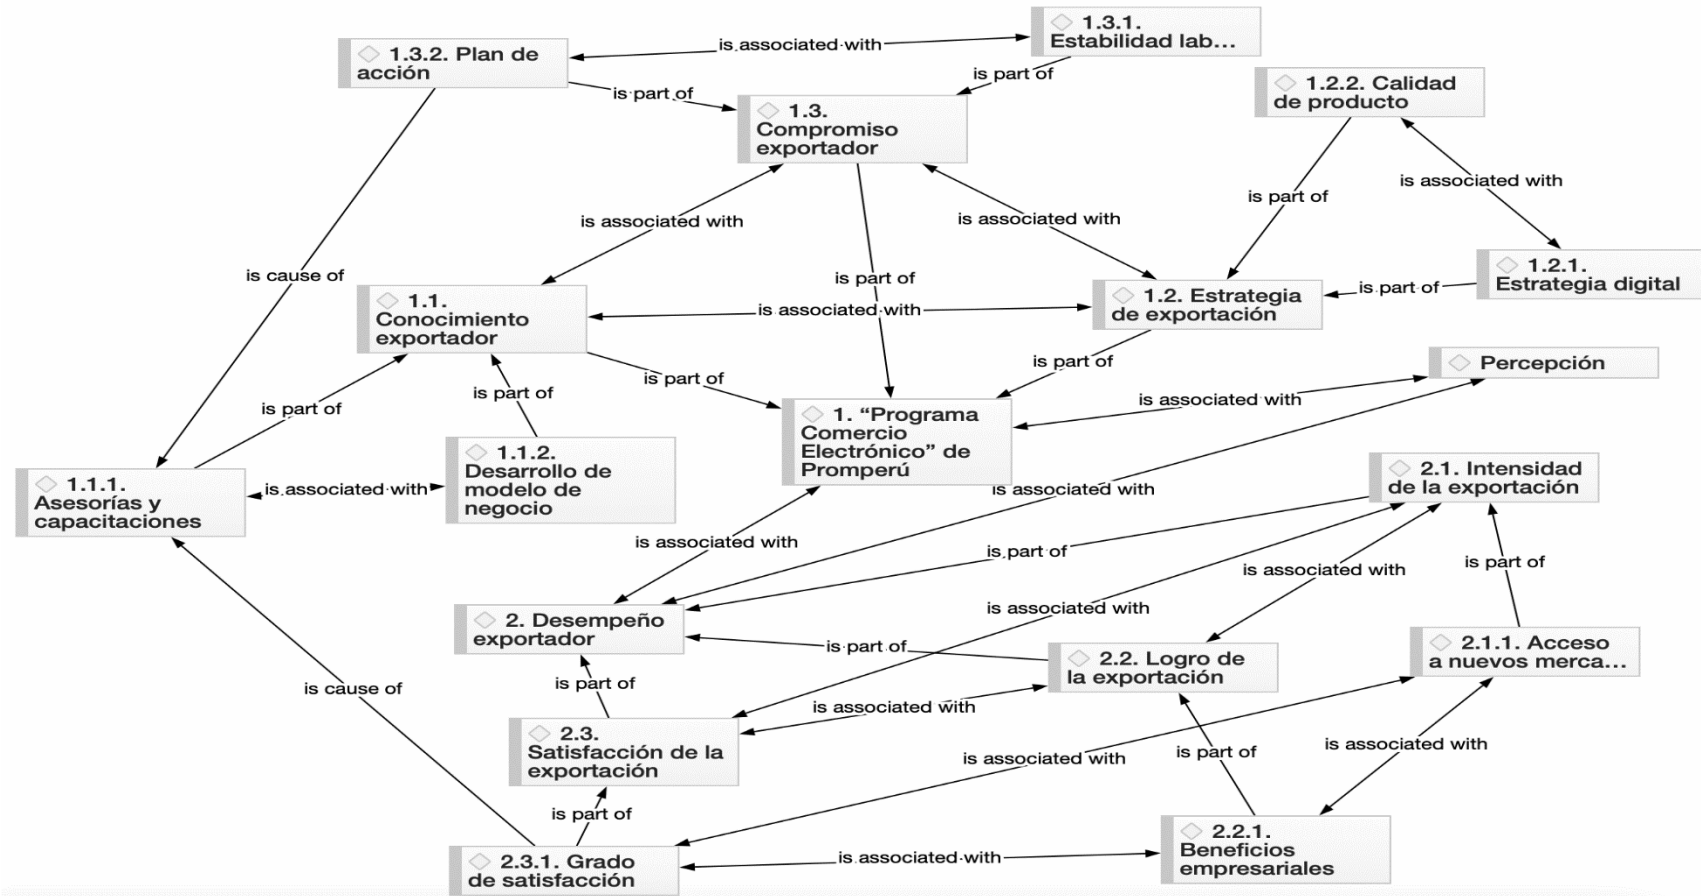 1.3.1.
Estabilidad lab...
1.3.2. Plan de
acción
is associated with
is part of
is part of
1.2.2. Calidad
de producto
1.3.
Compromiso
exportador
is associated with
is part of
is associated with
is associated with
is cause of
is part of
1.2.1.
Estrategia digital
is part of
1.1.
Conocimiento
exportador
is associated with
1.2. Estrategia
de exportación
is part of
is part of
Percepción
is part of
is part of
is associated with
1. “Programa
Comercio
Electrónico” de
Promperú
1.1.2.
Desarrollo de
modelo de
negocio
1.1.1.
Asesorías y
capacitaciones
is associated with
is associated with
2.1. Intensidad
de la exportación
is associated with
is part of
is associated with
is part of
is associated with
2. Desempeño
exportador
is part of
2.2. Logro de
la exportación
2.1.1. Acceso
a nuevos merca...
is cause of
is part of
is associated with
2.3.
Satisfacción de la
exportación
is associated with
is part of
is associated with
is part of
2.2.1.
Beneficios
empresariales
2.3.1. Grado
de satisfacción
is associated with